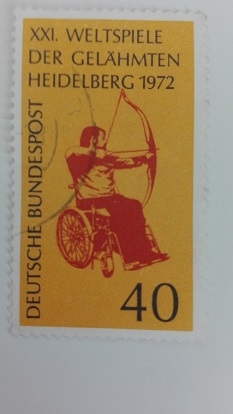 XXI. WELTSPIELE
DER GELÄHMTEN
HEIDELBERG 1972
DEUTSCHE BUNDESPOST
40